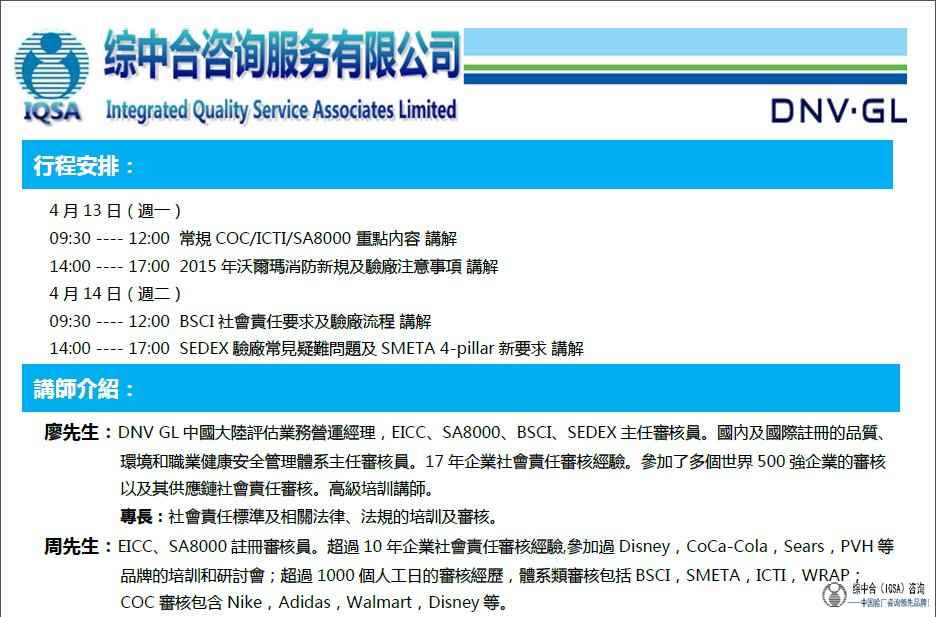 综中合咨询服务有限公司
IQSA
Integrated Quality Service Associates Limited
DNV·GL
行程安排：
4 月 13 日（週一）
09:30 ---- 12:00 常規 COC/ICTI/SA8000 重點内容 講解
14:00 ---- 17:00 2015 年沃爾瑪消防新規及驗廠注意事項 講解
4 月 14 日（週二）
09:30 ---- 12:00 BSCI 社會責任要求及驗廠流程 講解
14:00 ---- 17:00 SEDEX 驗廠常見疑難問題及 SMETA 4-pillar 新要求 講解
講師介紹：
廖先生：DNV GL 中國大陸評估業務營運經理，EICC、SA8000、BSCI、SEDEX 主任審核員。國內及國際註冊的品質、
環境和職業健康安全管理體系主任審核員。17 年企業社會責任審核經驗。參加了多個世界 500 強企業的審核
以及其供應鏈社會責任審核。高級培訓講師。
專長：社會責任標準及相關法律、法規的培訓及審核。
周先生：EICC、SA8000 註冊審核員。超過 10 年企業社會責任審核經驗,參加過 Disney，CoCa-Cola，Sears，PVH 等
品牌的培訓和研討會；超過 1000 個人工日的審核經歷，體系類審核包括 BSCI，SMETA，ICTI，WRAP；
COC 審核包含 Nike，Adidas，Walmart，Disney 等。
综中合（IQSA）咨询
——中国验厂咨询领先品牌!